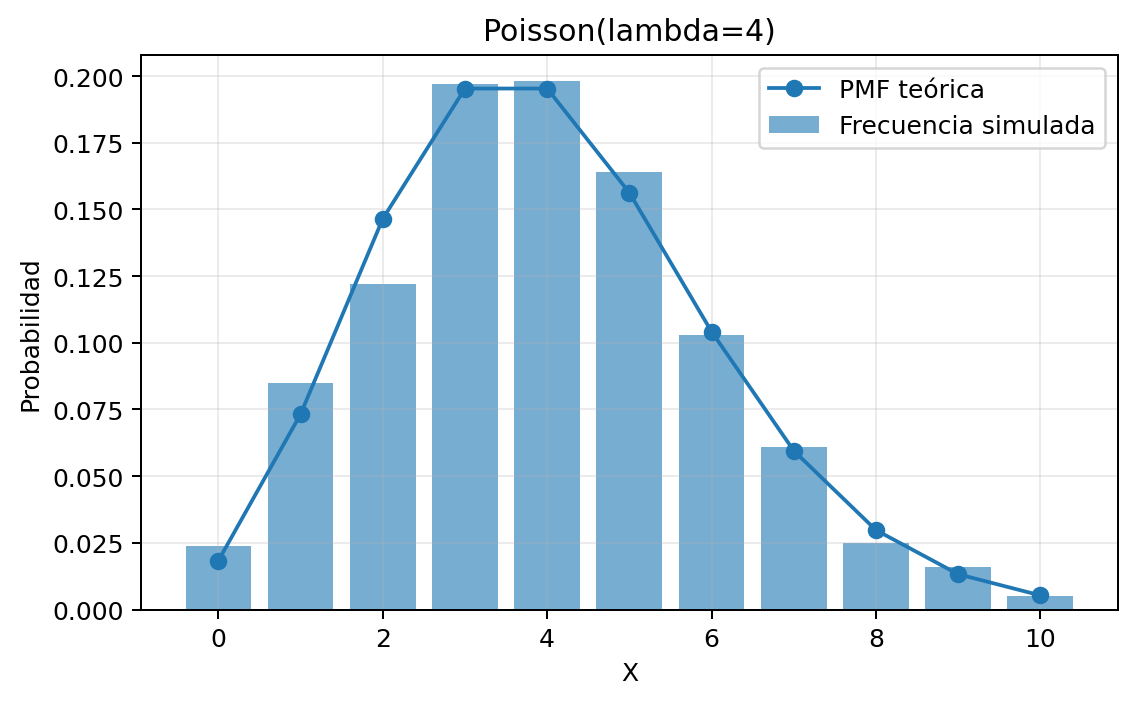 Poisson(lambda=4)
PMF teórica
Frecuencia simulada
Probabilidad
0.200
0.175
0.150
0.125
0.100
0.075
0.050
0.025
0.000
0 2 4 6 8 10
X